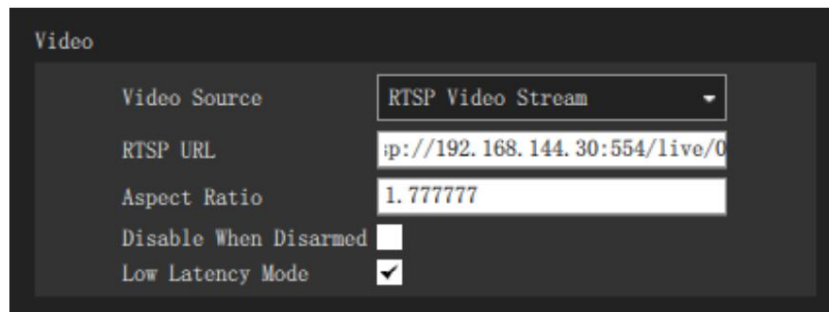 Video
Video Source RTSP Video Stream
RTSP URL sp://192.168.144.30:554/live/0
Aspect Ratio 1.777777
Disable When Disarmed
Low Latency Mode